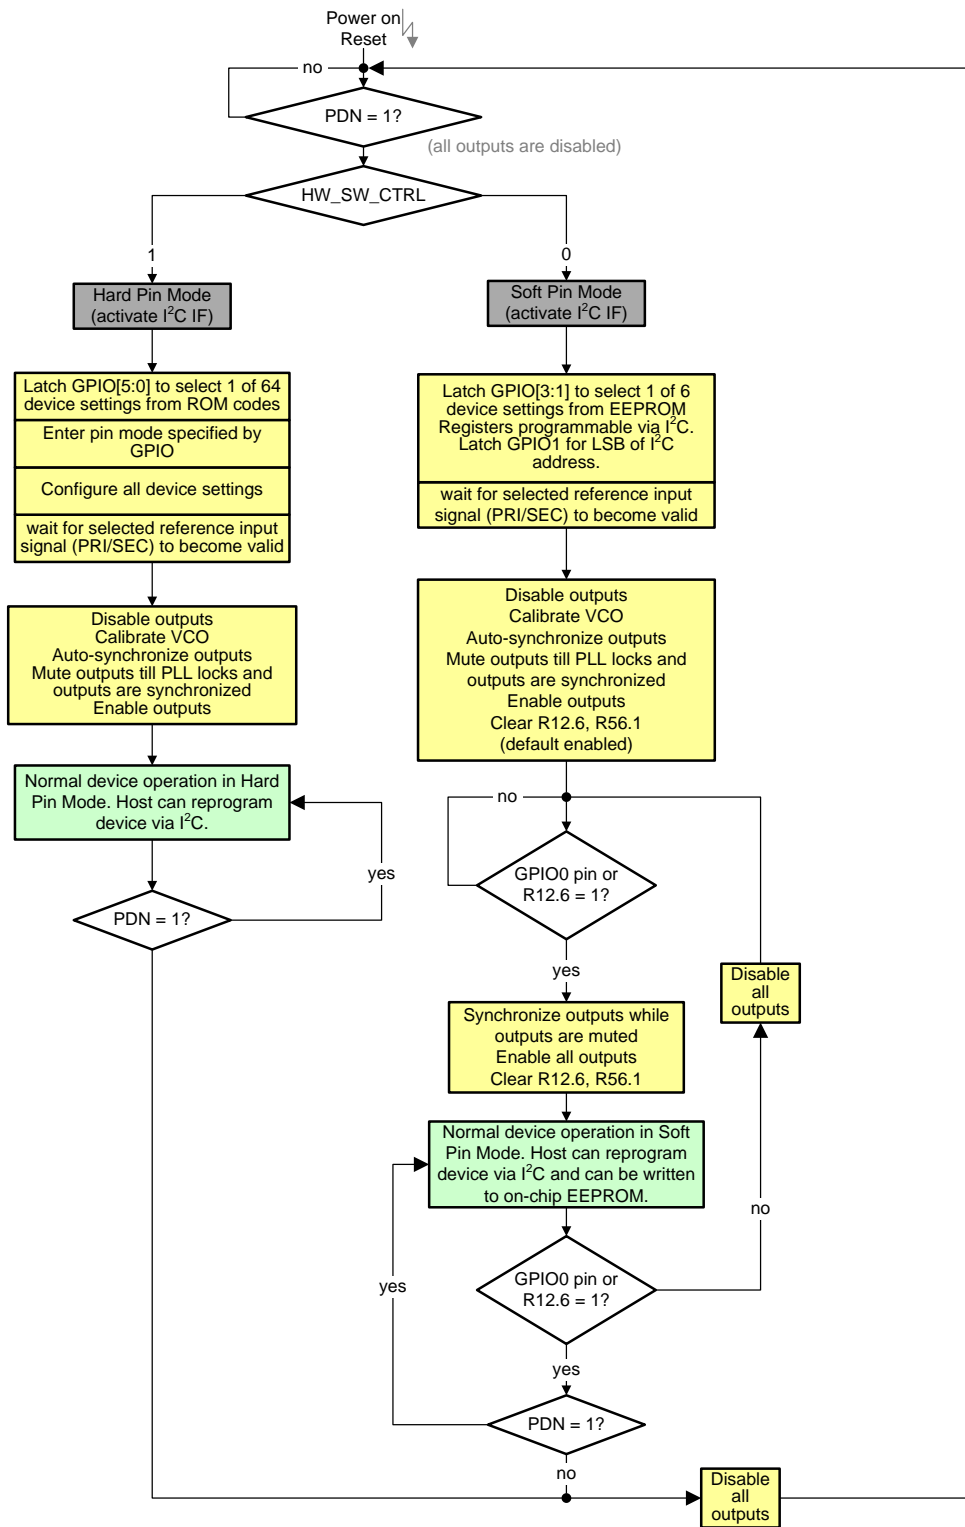 Power on
Reset
no
PDN = 1?
(all outputs are disabled)
HW_SW_CTRL
1
0
Hard Pin Mode
(activate I²C IF)
Soft Pin Mode
(activate I²C IF)
Latch GPIO[5:0] to select 1 of 64
device settings from ROM codes
Enter pin mode specified by
GPIO
Configure all device settings
wait for selected reference input
signal (PRI/SEC) to become valid
Latch GPIO[3:1] to select 1 of 6
device settings from EEPROM
Registers programmable via I²C.
Latch GPIO1 for LSB of I²C
address.
wait for selected reference input
signal (PRI/SEC) to become valid
Disable outputs
Calibrate VCO
Auto-synchronize outputs
Mute outputs till PLL locks and
outputs are synchronized
Enable outputs
Disable outputs
Calibrate VCO
Auto-synchronize outputs
Mute outputs till PLL locks and
outputs are synchronized
Enable outputs
Clear R12.6, R56.1
(default enabled)
Normal device operation in Hard
Pin Mode. Host can reprogram
device via I²C.
yes
PDN = 1?
no
GPIO0 pin or
R12.6 = 1?
yes
Disable
all
outputs
Synchronize outputs while
outputs are muted
Enable all outputs
Clear R12.6, R56.1
Normal device operation in Soft
Pin Mode. Host can reprogram
device via I²C and can be written
to on-chip EEPROM.
no
GPIO0 pin or
R12.6 = 1?
yes
yes
PDN = 1?
no
Disable
all
outputs